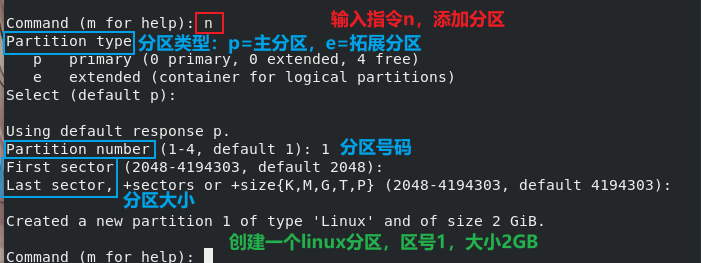 Command (m for help): n 输入指令n，添加分区
Partition type 分区类型：p=主分区，e=拓展分区
p primary (0 primary, 0 extended, 4 free)
e extended (container for logical partitions)
Select (default p):
Using default response p.
Partition number (1-4, default 1): 1 分区号码
First sector (2048-4194303, default 2048):
Last sector, +sectors or +size{K,M,G,T,P} (2048-4194303, default 4194303):
分区大小
Created a new partition 1 of type 'Linux' and of size 2 GiB.
创建一个linux分区，区号1，大小2GB
Command (m for help):